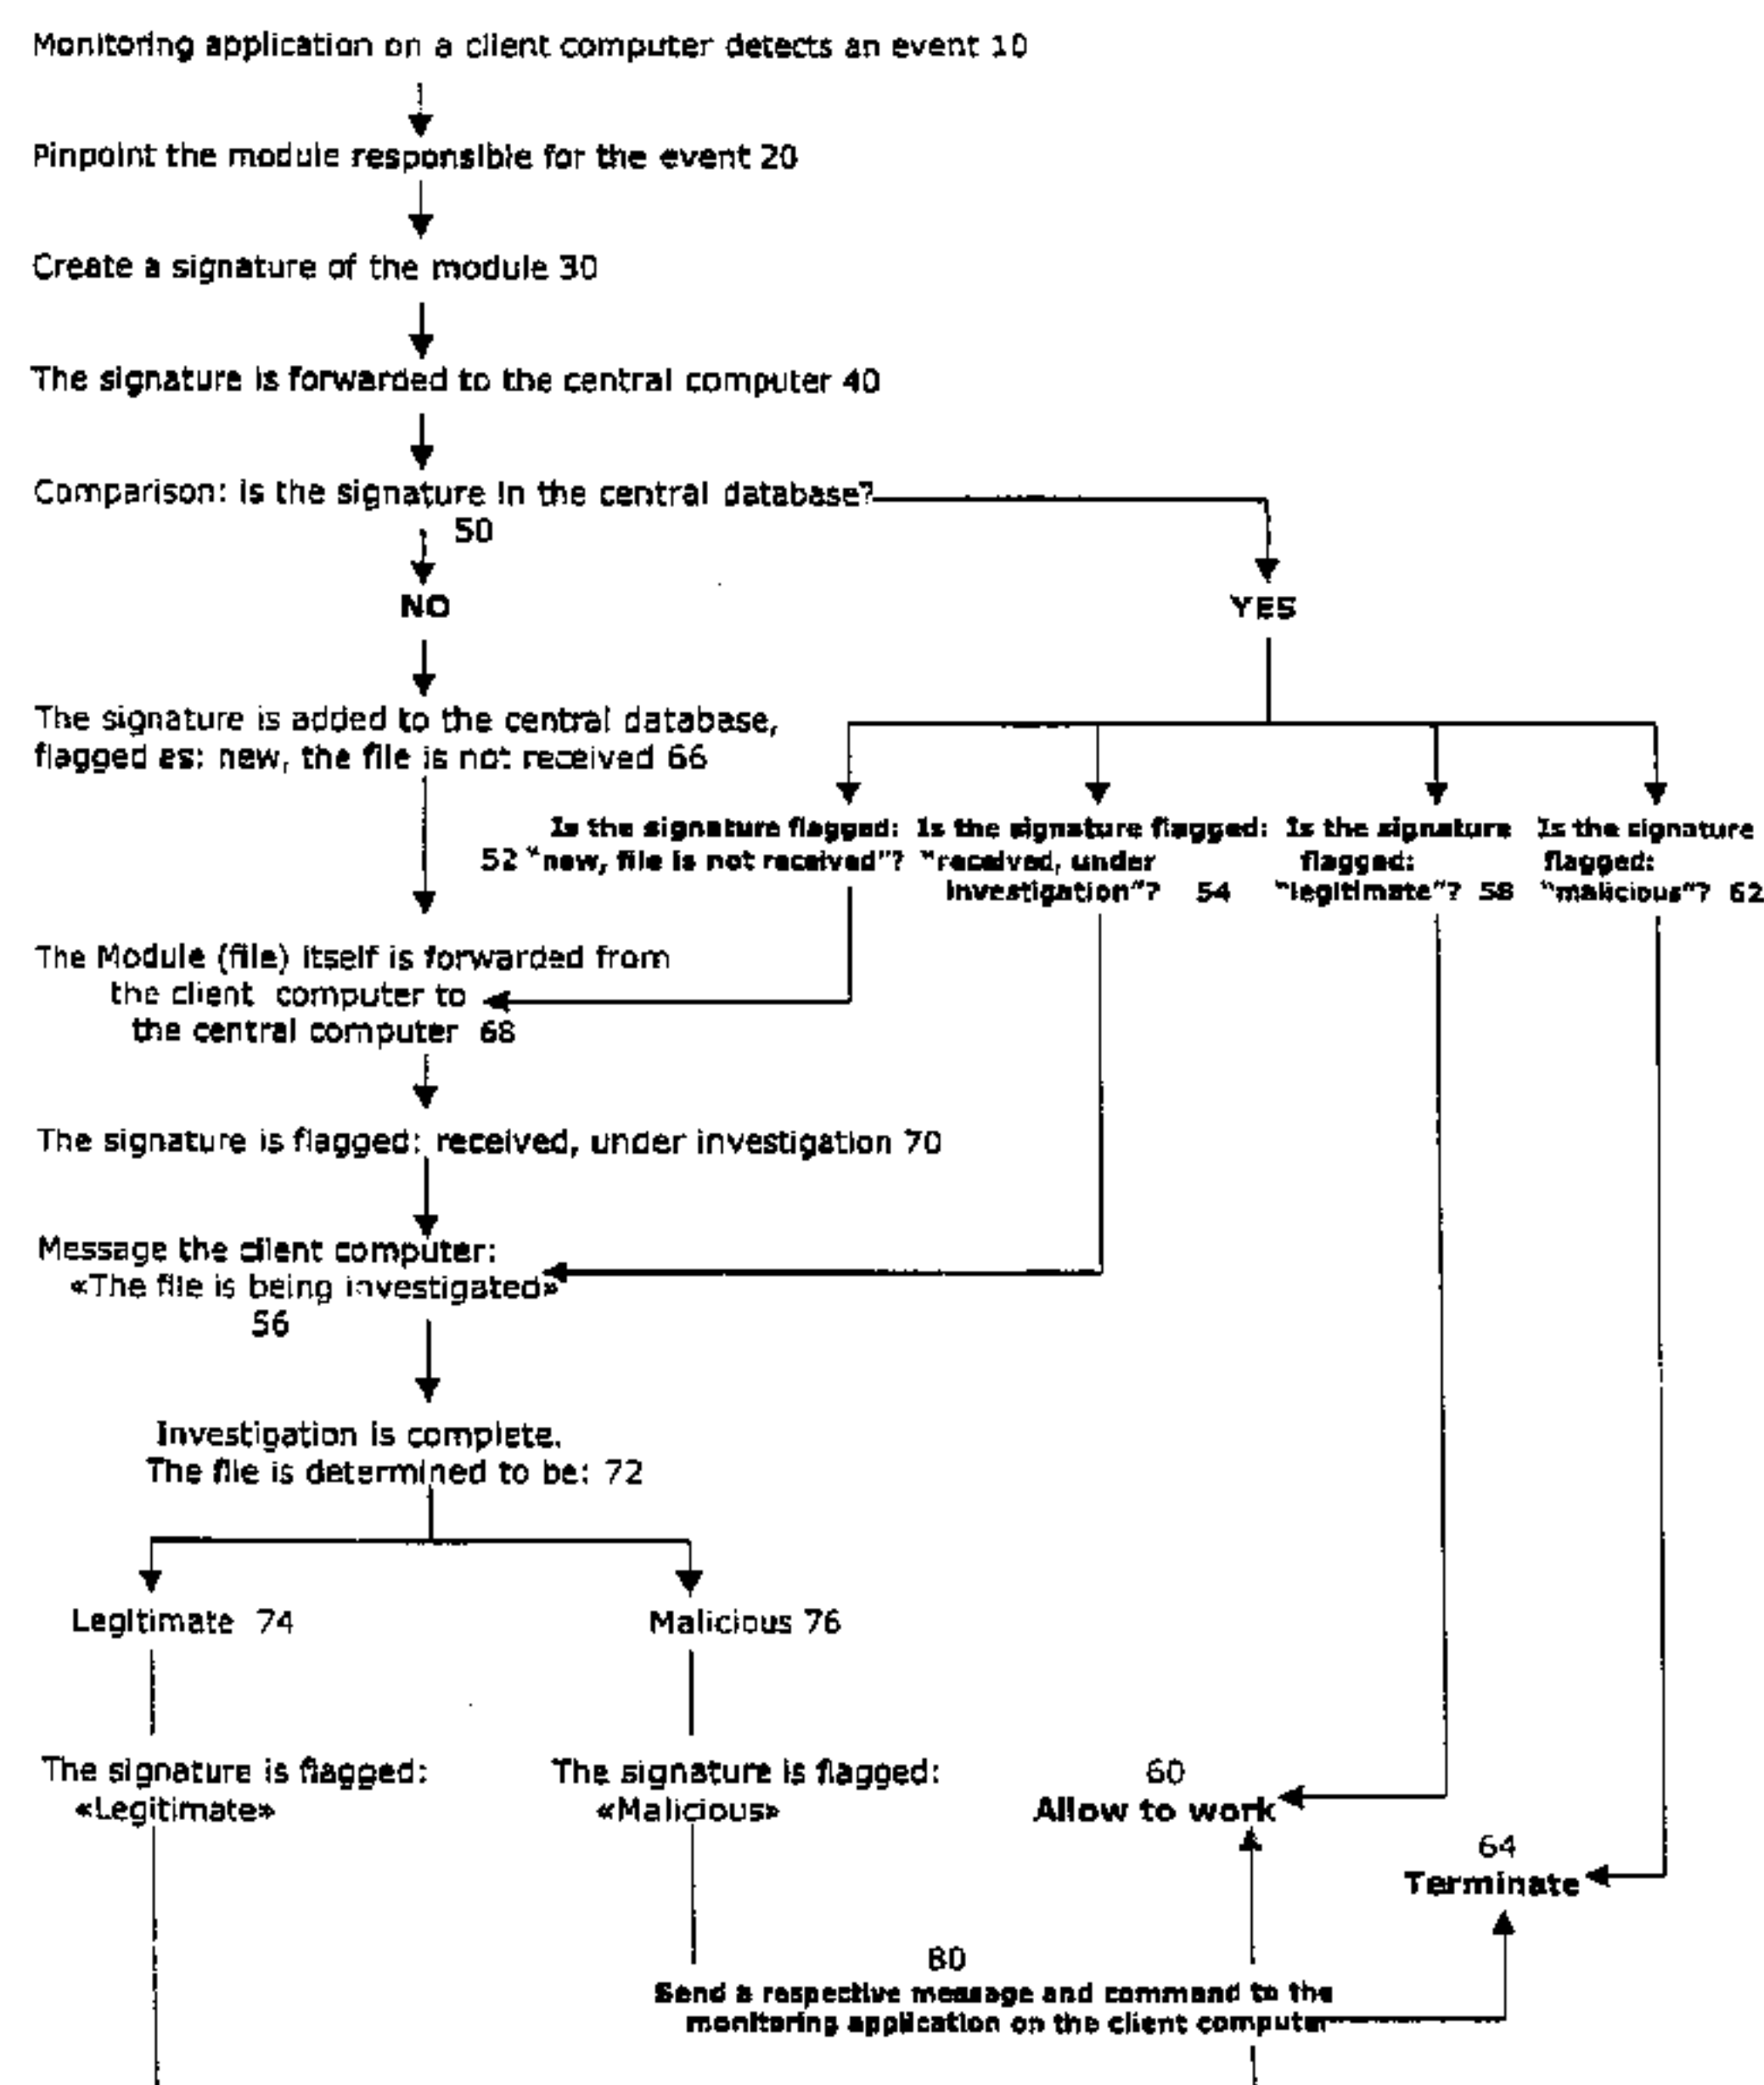 Monitoring application on a client computer detects an event 10
Pinpoint the module responsible for the event 20
Create a signature of the module 30
The signature is forwarded to the central computer 40
Comparison: is the signature in the central database?
50
NO
YES
The signature is added to the central database,
flagged as: new, the file is not received 66
Is the signature flagged:
52 "new, file is not received"?
Is the signature flagged:
"received, under
investigation"? 54
Is the signature
flagged:
"legitimate"? 58
Is the signature
flagged:
"malicious"? 62
The Module (file) itself is forwarded from
the client computer to
the central computer 68
The signature is flagged: received, under investigation 70
Message the client computer:
«The file is being investigated»
56
Investigation is complete.
The file is determined to be: 72
Legitimate 74
Malicious 76
The signature is flagged:
«Legitimate»
The signature is flagged:
«Malicious»
60
Allow to work
64
Terminate
80
Send a respective message and command to the
monitoring application on the client computer